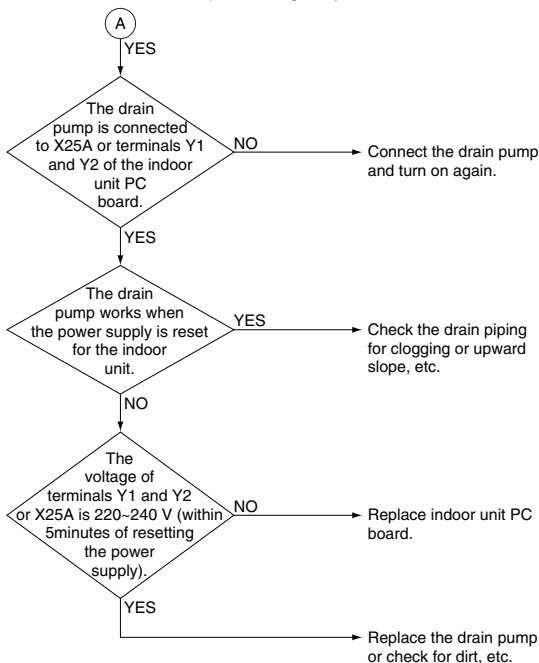 A
YES
The drain
pump is connected
to X25A or terminals Y1
and Y2 of the indoor
unit PC
board.
NO
Connect the drain pump
and turn on again.
YES
The drain
pump works when
the power supply is reset
for the indoor
unit.
YES
Check the drain piping
for clogging or upward
slope, etc.
NO
The
voltage of
terminals Y1 and Y2
or X25A is 220~240 V (within
5minutes of resetting
the power
supply).
NO
Replace indoor unit PC
board.
YES
Replace the drain pump
or check for dirt, etc.